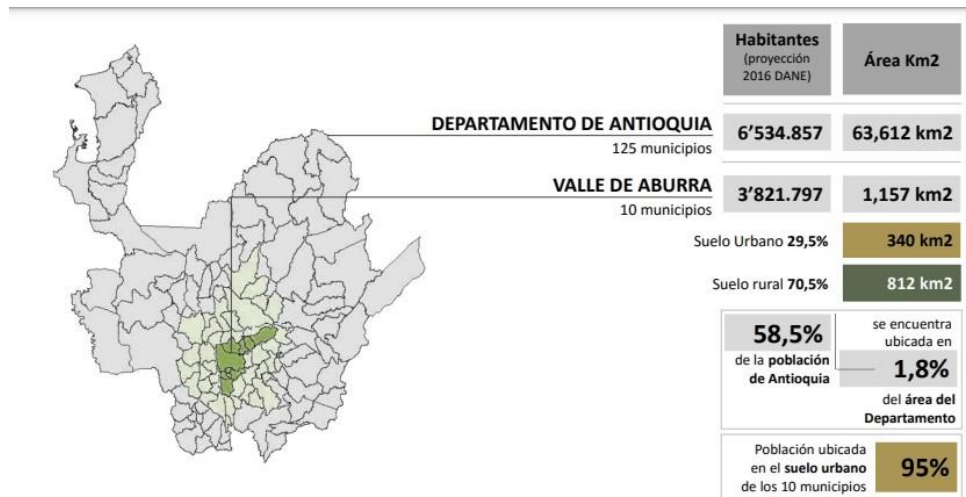 Habitantes
(proyección
2016 DANE)
Área Km2
DEPARTAMENTO DE ANTIOQUIA
125 municipios
6’534.857
63,612 km2
VALLE DE ABURRA
10 municipios
3’821.797
1,157 km2
Suelo Urbano 29,5%
340 km2
Suelo rural 70,5%
812 km2
58,5%
de la población
de Antioquia
se encuentra
ubicada en
1,8%
del área del
Departamento
Población ubicada
en el suelo urbano
de los 10 municipios
95%